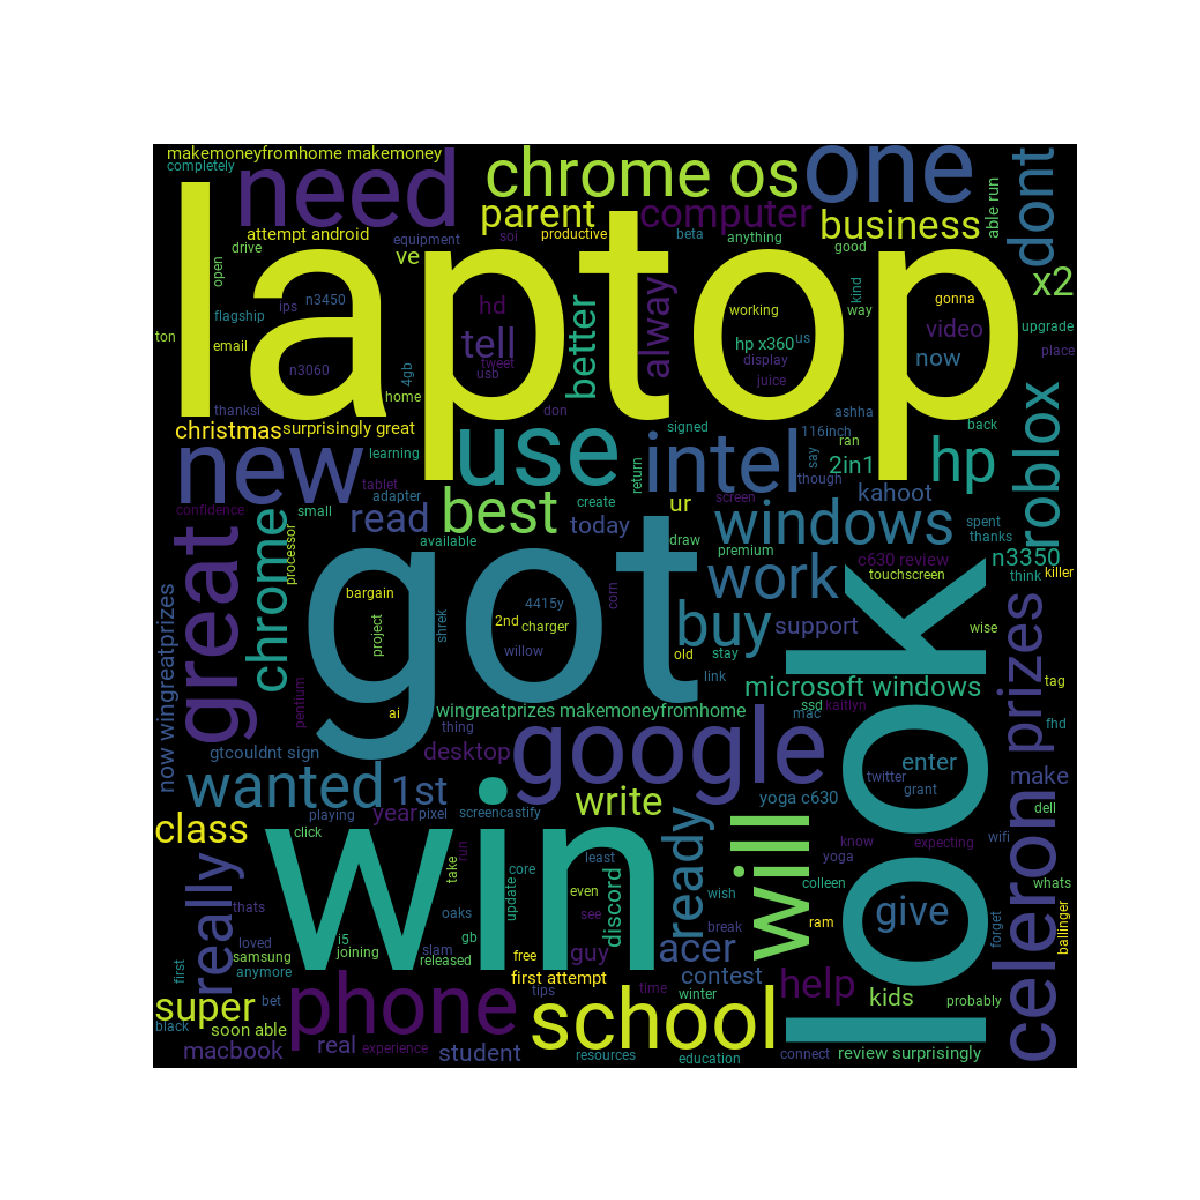 makemoneyfromhome makemoney
completely
need
chrome os
one
dont
parent
computer
business
able run
attempt android
equipment
soi
productive
beta
anything
good
drive
ve
laptop
open
n3450
ips
flagship
hd
better
alway
working
gonna
kind
way
x2
ton
email
tell
tweet
usb
n3060
4gb
hp x360
us
display
juice
video
now
upgrade
place
home
thanksi
don
ashha
christmas
surprisingly great
use
signed
116inch
ran
back
roblox
new
learning
intel
say
2in1
hp
though
tablet
adapter
return
screen
kahoot
confidence
small
read
best
create
today
ur
windows
spent
thanks
great
chrome
processor
available
draw
premium
c630 review
n3350
touchscreen
think
killer
got
bargain
4415y
corn
work
look
now wingreatprizes
project
shrek
2nd
charger
willow
buy
support
wise
old
stay
link
prizes
microsoft windows
tag
pentium
ai
wingreatprizes makemoneyfromhome
ssd
kaitlyn
mac
fhd
thing
google
gtcouldnt sign
desktop
enter
wanted
1st
twitter
grant
make
write
yoga c630
playing
year
pixel
screencastify
dell
class
click
win
ready
will
know
expecting
wifi
run
take
least
yoga
really
core
even
colleen
whats
thats
update
discord
wish
give
celeron
oaks
see
ram
forget
ballinger
loved
i5
gb
break
samsung
joining
slam
released
free
guy
acer
first
anymore
first attempt
contest
help
super
bet
phone
tips
time
winter
kids
probably
black
soon able
school
macbook
real
experience
student
resources
education
connect
review surprisingly